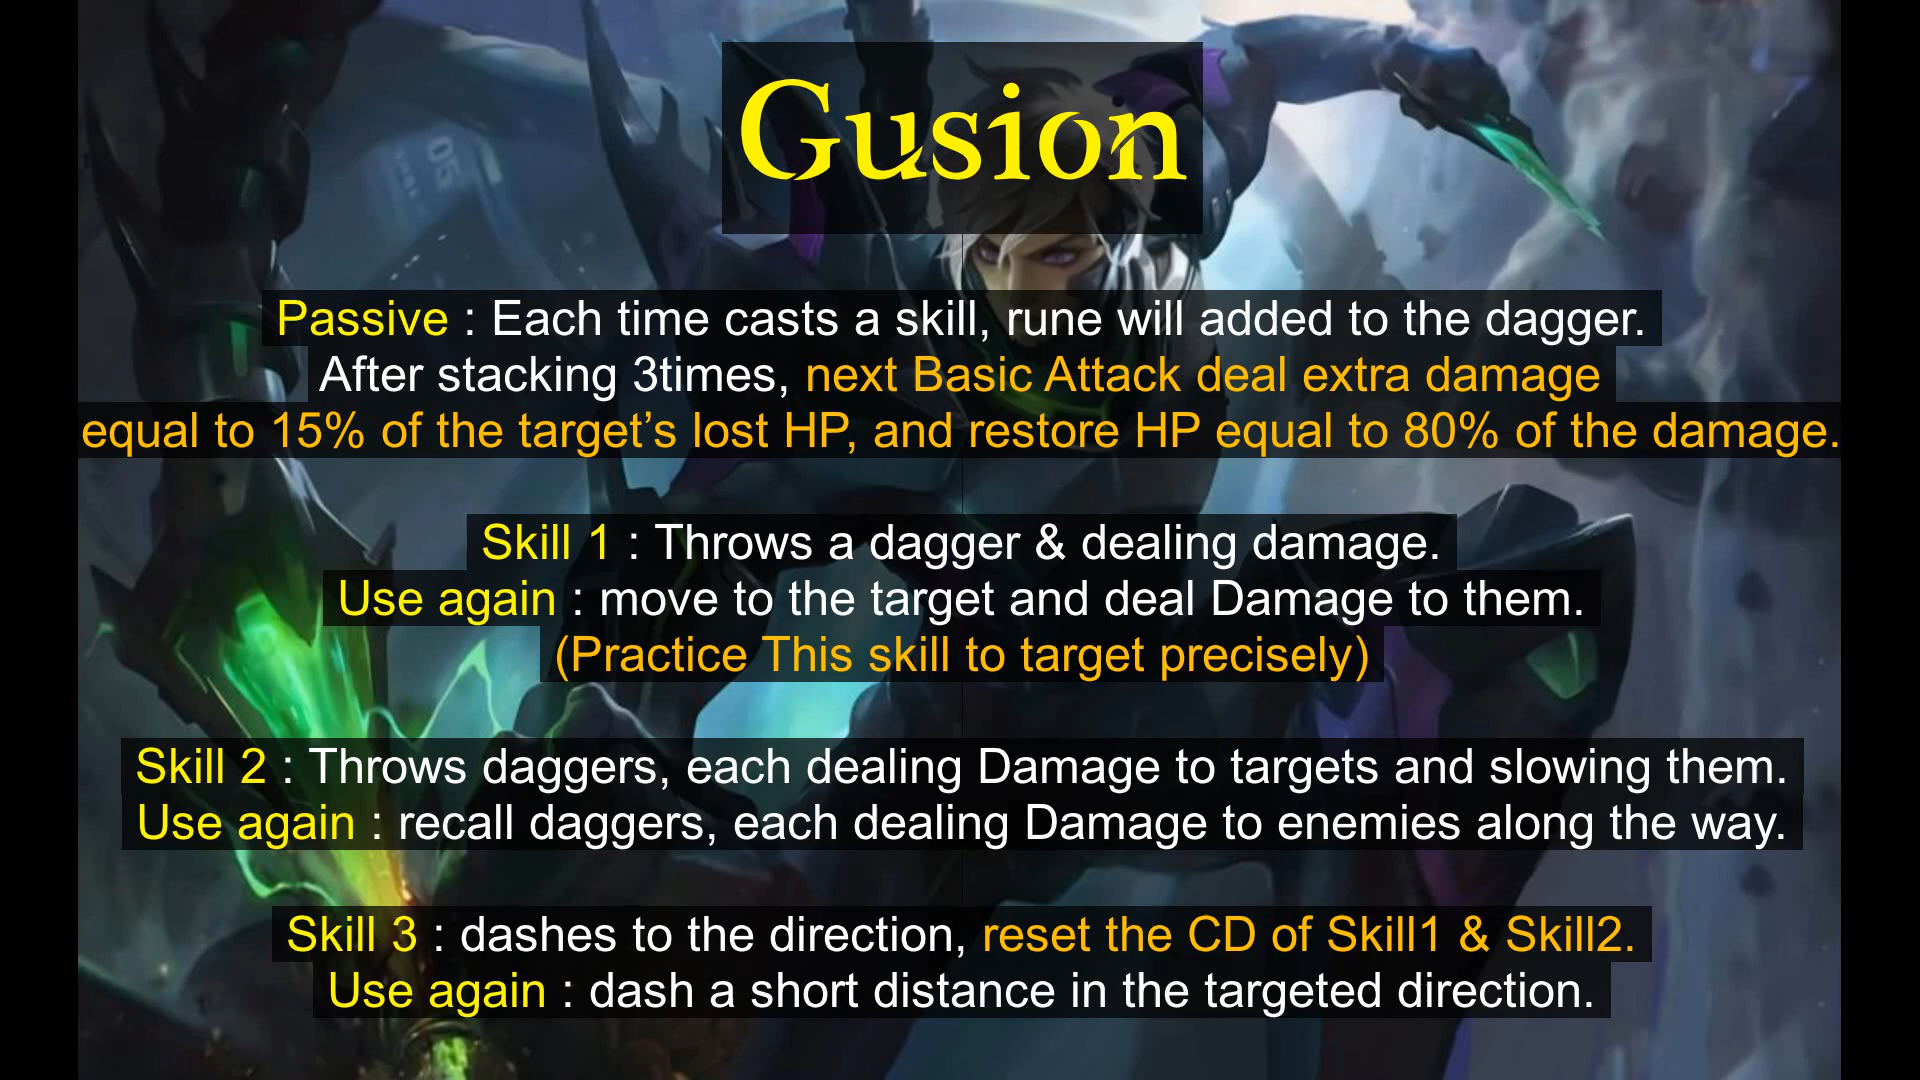 Gusion
Passive : Each time casts a skill, rune will added to the dagger.
After stacking 3times, next Basic Attack deal extra damage
equal to 15% of the target’s lost HP, and restore HP equal to 80% of the damage.
Skill 1 : Throws a dagger & dealing damage.
Use again : move to the target and deal Damage to them.
(Practice This skill to target precisely)
Skill 2 : Throws daggers, each dealing Damage to targets and slowing them.
Use again : recall daggers, each dealing Damage to enemies along the way.
Skill 3 : dashes to the direction, reset the CD of Skill1 & Skill2.
Use again : dash a short distance in the targeted direction.